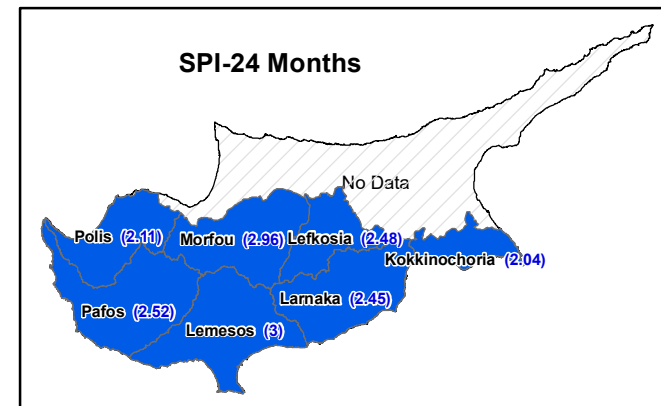 SPI-24 Months
No Data
Polis (2.11)
Morfou (2.96)
Lefkosia (2.48)
Kokkinochoria (2.04)
Pafos (2.52)
Larnaka (2.45)
Lemesos (3)